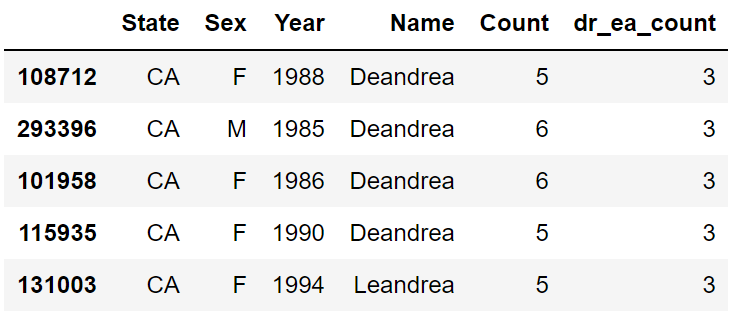 State Sex Year Name Count dr_ea_count
108712 CA F 1988 Deandrea 5 3
293396 CA M 1985 Deandrea 6 3
101958 CA F 1986 Deandrea 6 3
115935 CA F 1990 Deandrea 5 3
131003 CA F 1994 Leandrea 5 3